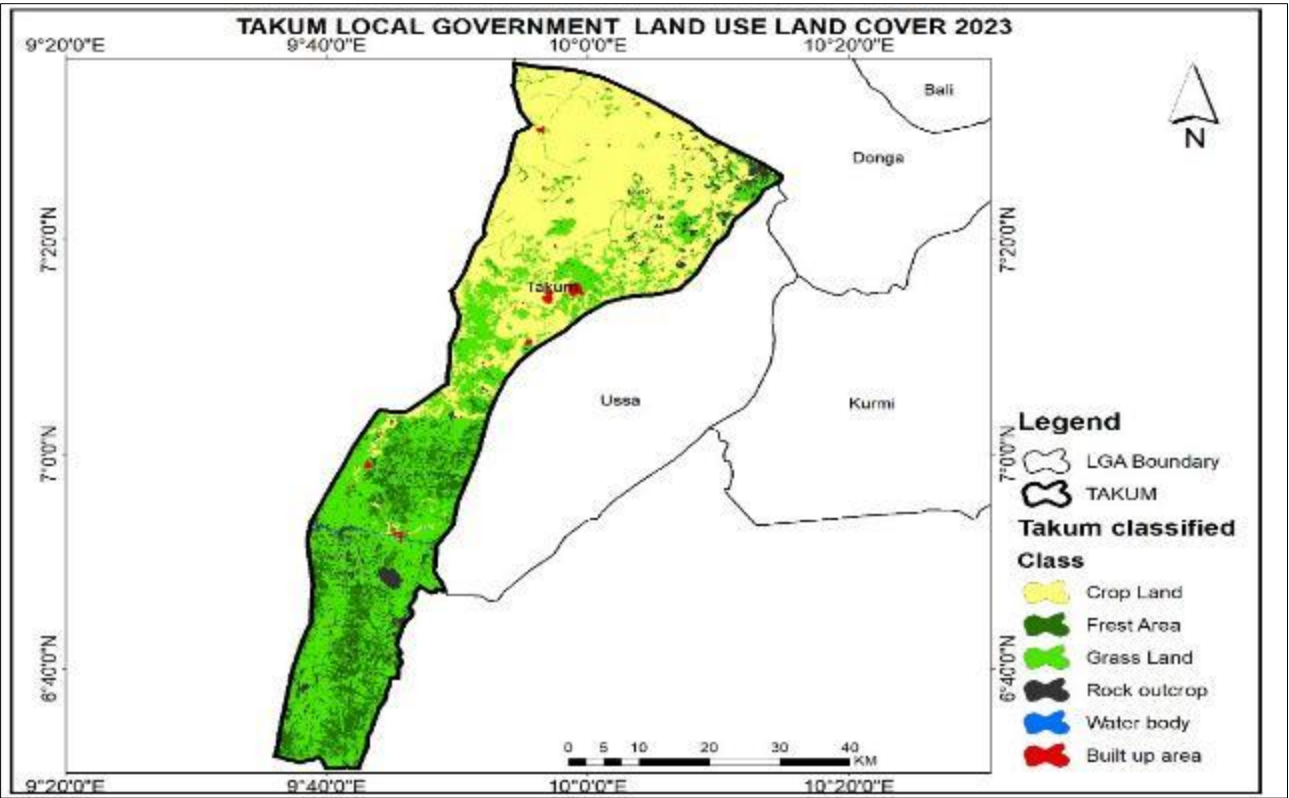 TAKUM LOCAL GOVERNMENT LAND USE LAND COVER 2023
9°20'0"E 9°40'0"E 10°0'0"E 10°20'0"E
Bali
N
Donga
7°20'0"N 7°20'0"N
Takum
Ussa
Kurmi
7°0'0"N 7°0'0"N
Legend
LGA Boundary
TAKUM
Takum classified
Class
Crop Land
Frest Area
Grass Land
6°40'0"N 6°40'0"N
Rock outcrop
Water body
Built up area
0 5 10 20 30 40
KM
9°20'0"E 9°40'0"E 10°0'0"E 10°20'0"E